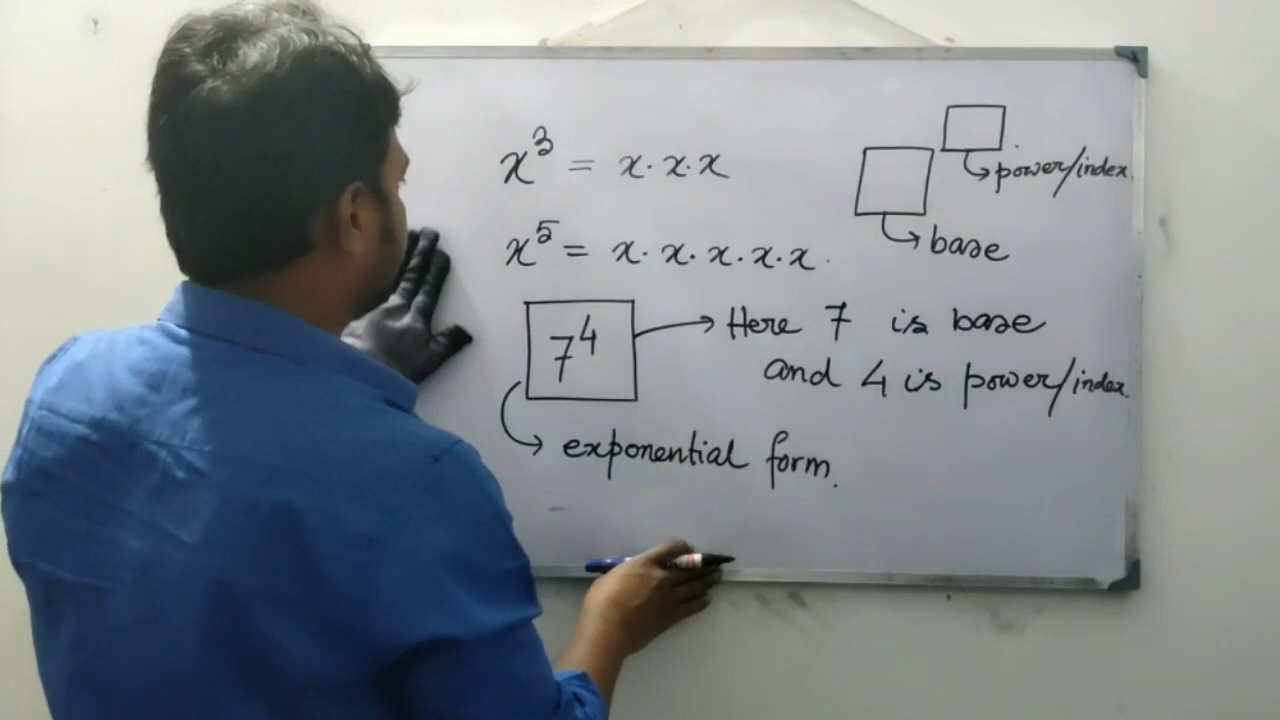 x³ = x·x·x
power/index.
base
x⁵ = x·x·x·x·x.
7⁴
Here 7 is base
and 4 is power/index.
exponential form.